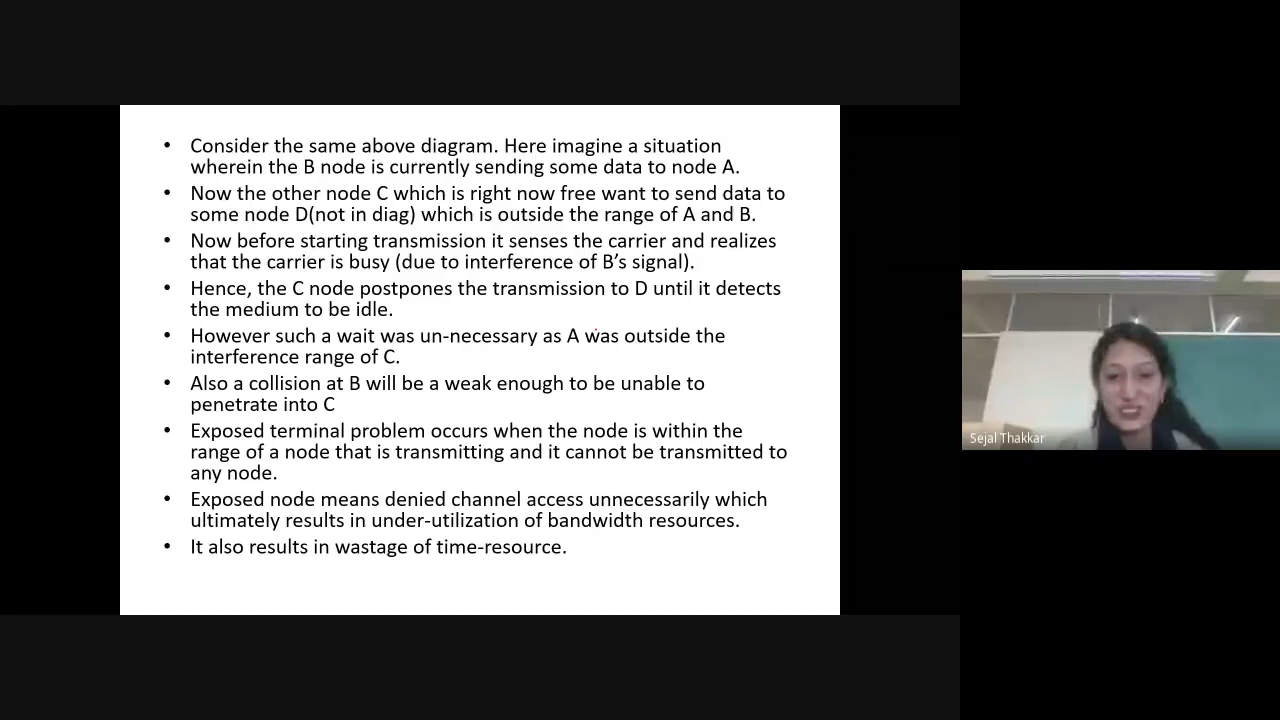 • Consider the same above diagram. Here imagine a situation
wherein the B node is currently sending some data to node A.
• Now the other node C which is right now free want to send data to
some node D(not in diag) which is outside the range of A and B.
• Now before starting transmission it senses the carrier and realizes
that the carrier is busy (due to interference of B’s signal).
• Hence, the C node postpones the transmission to D until it detects
the medium to be idle.
• However such a wait was un-necessary as A was outside the
interference range of C.
• Also a collision at B will be a weak enough to be unable to
penetrate into C
• Exposed terminal problem occurs when the node is within the
range of a node that is transmitting and it cannot be transmitted to
any node.
• Exposed node means denied channel access unnecessarily which
ultimately results in under-utilization of bandwidth resources.
• It also results in wastage of time-resource.
Sejal Thakkar